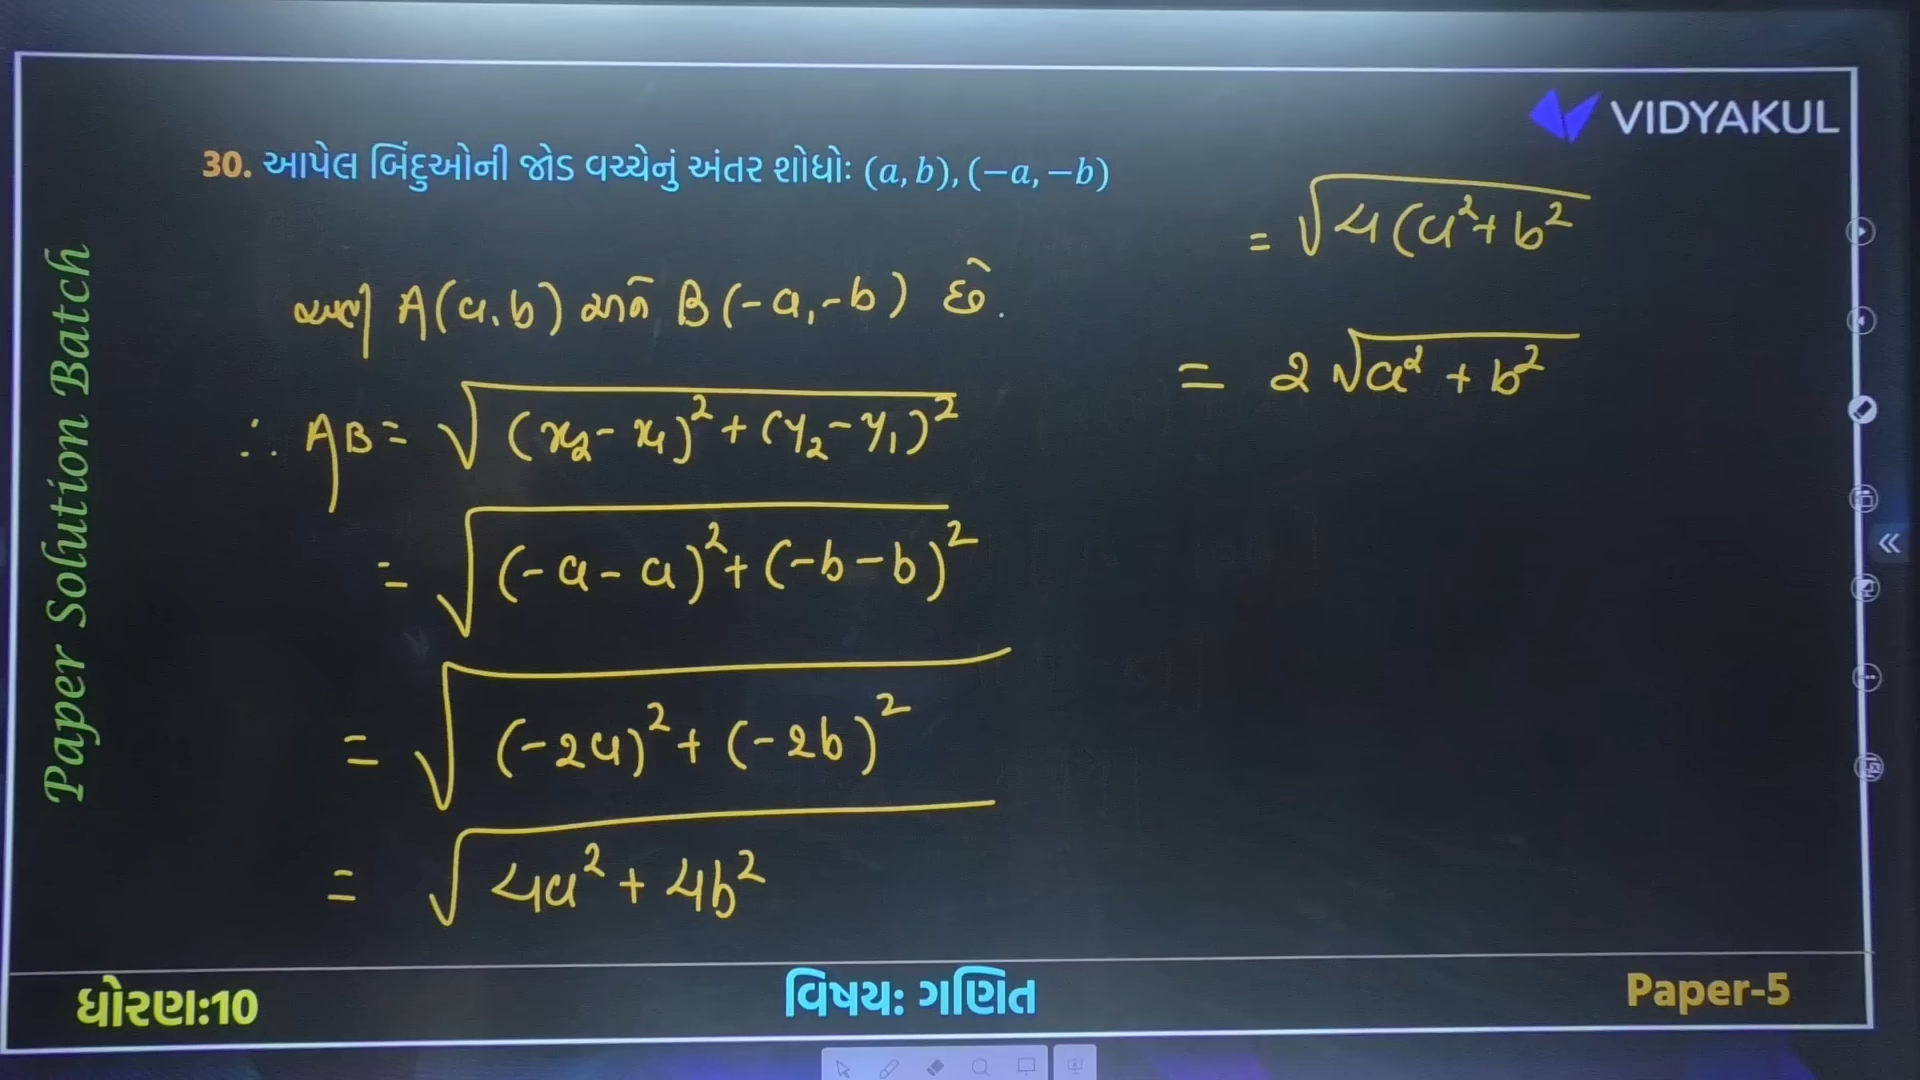 VIDYAKUL
Paper Solution Batch
30. આપેલ બિંદુઓની જોડ વચ્ચેનું અંતર શોધોઃ (a, b), (−a, −b)
અહી A(a, b) અને B(-a, -b) છે.
∴ AB = √(x₂ - x₁)² + (y₂ - y₁)²
= √(-a - a)² + (-b - b)²
= √(-2a)² + (-2b)²
= √4a² + 4b²
= √4(a² + b²
= 2√a² + b²
ધોરણ:10
વિષય: ગણિત
Paper-5